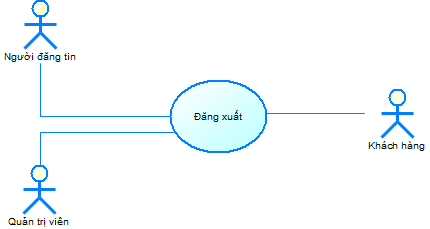 Người đăng tin
Đăng xuất
Khách hàng
Quản trị viên